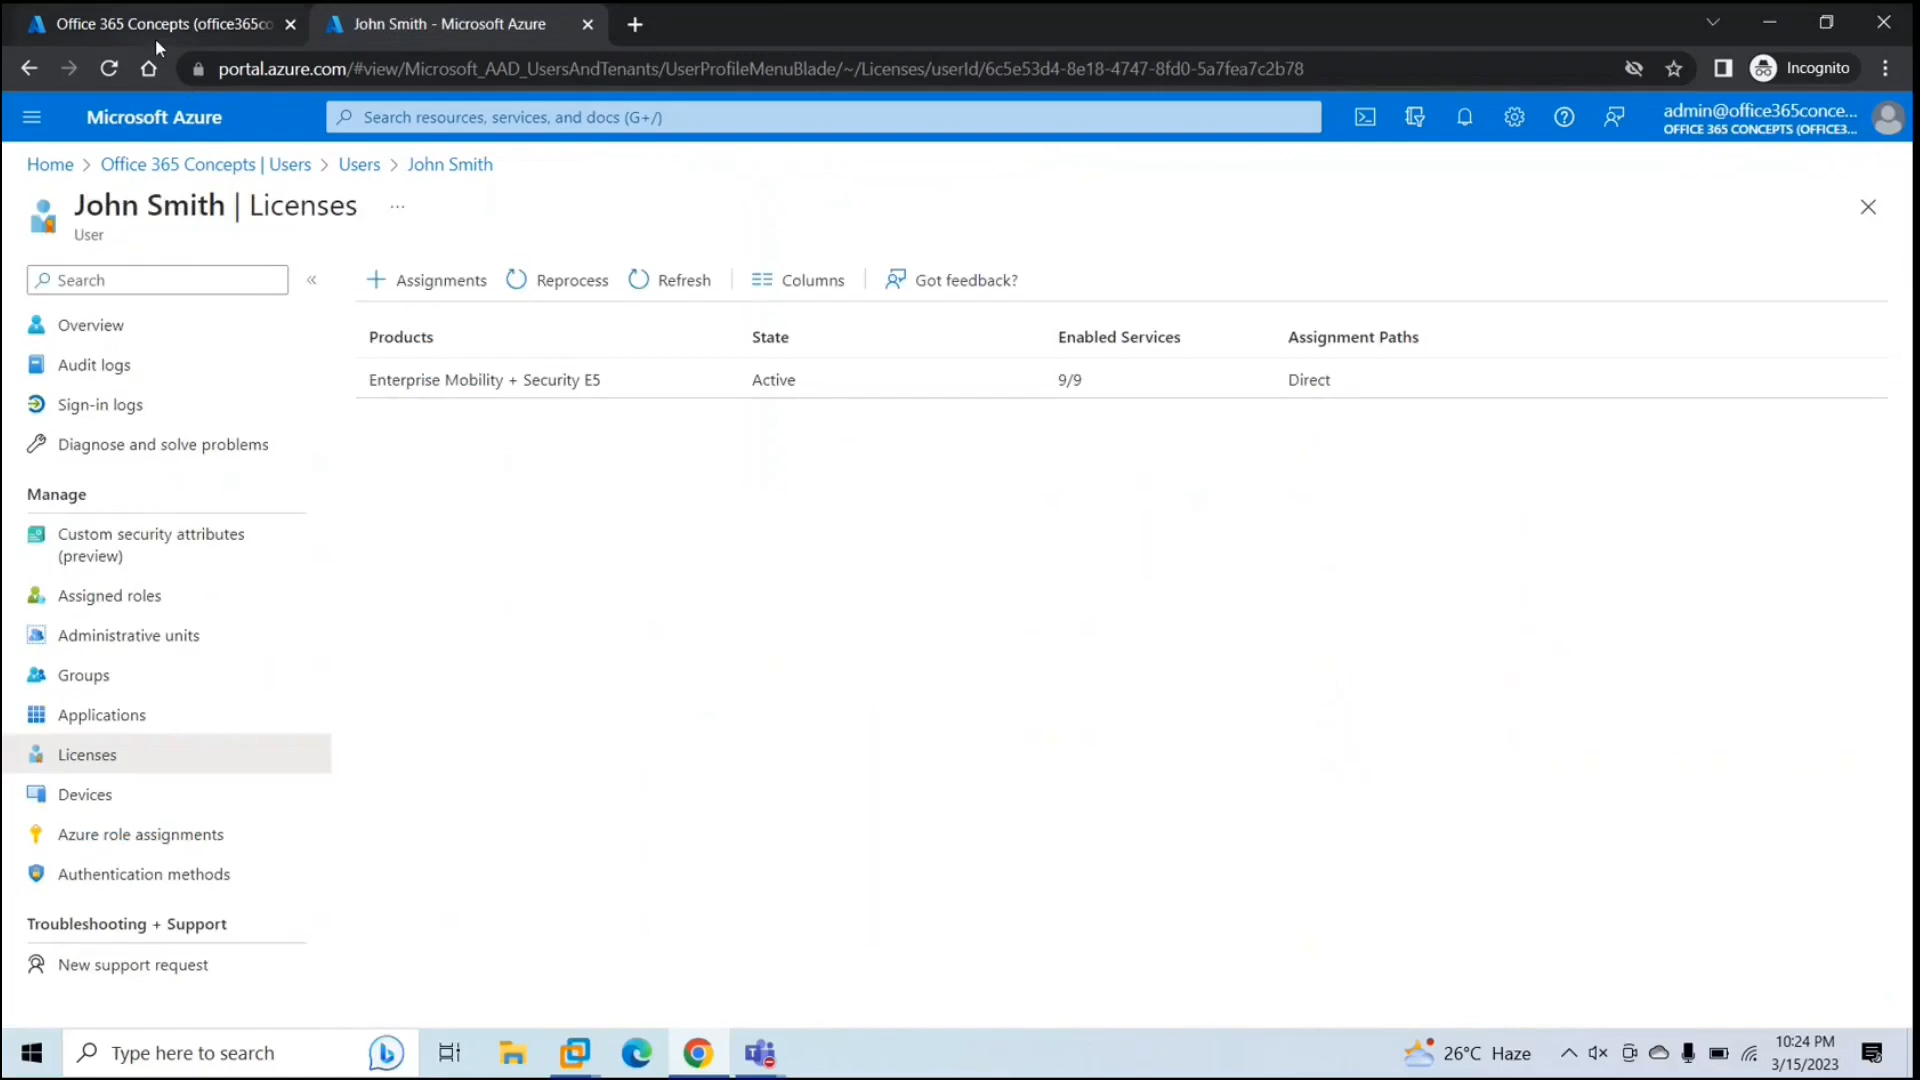 Office 365 Concepts (office365co
John Smith - Microsoft Azure
portal.azure.com/#view/Microsoft_AAD_UsersAndTenants/UserProfileMenuBlade/~/Licenses/userId/6c5e53d4-8e18-4747-8fd0-5a7fea7c2b78
Incognito
Microsoft Azure
Search resources, services, and docs (G+/)
admin@office365conce...
OFFICE 365 CONCEPTS (OFFICE3...
Home > Office 365 Concepts | Users > Users > John Smith
John Smith | Licenses ...
User
Search
«
Assignments
Reprocess
Refresh
Columns
Got feedback?
Products State Enabled Services Assignment Paths
Enterprise Mobility + Security E5 Active 9/9 Direct
Overview
Audit logs
Sign-in logs
Diagnose and solve problems
Manage
Custom security attributes
(preview)
Assigned roles
Administrative units
Groups
Applications
Licenses
Devices
Azure role assignments
Authentication methods
Troubleshooting + Support
New support request
Type here to search
26°C Haze
10:24 PM
3/15/2023